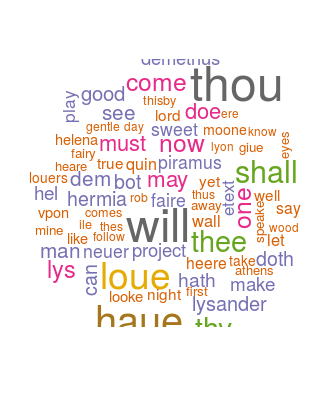 demetrius
come thou
play good
thisby
see lord doe ere
gentle day sweet moone know
helena must now lyon giue eyes
fairy
heare true quin piramus
louers dem bot may yet shall
hel hermia rob faire thus etext one well
vpon comes away speake say
mine ile thes will wall wood
like follow thee let
man neuer project
lys can loue heere take doth
athens
hath make
looke night first
lysander
haue thy